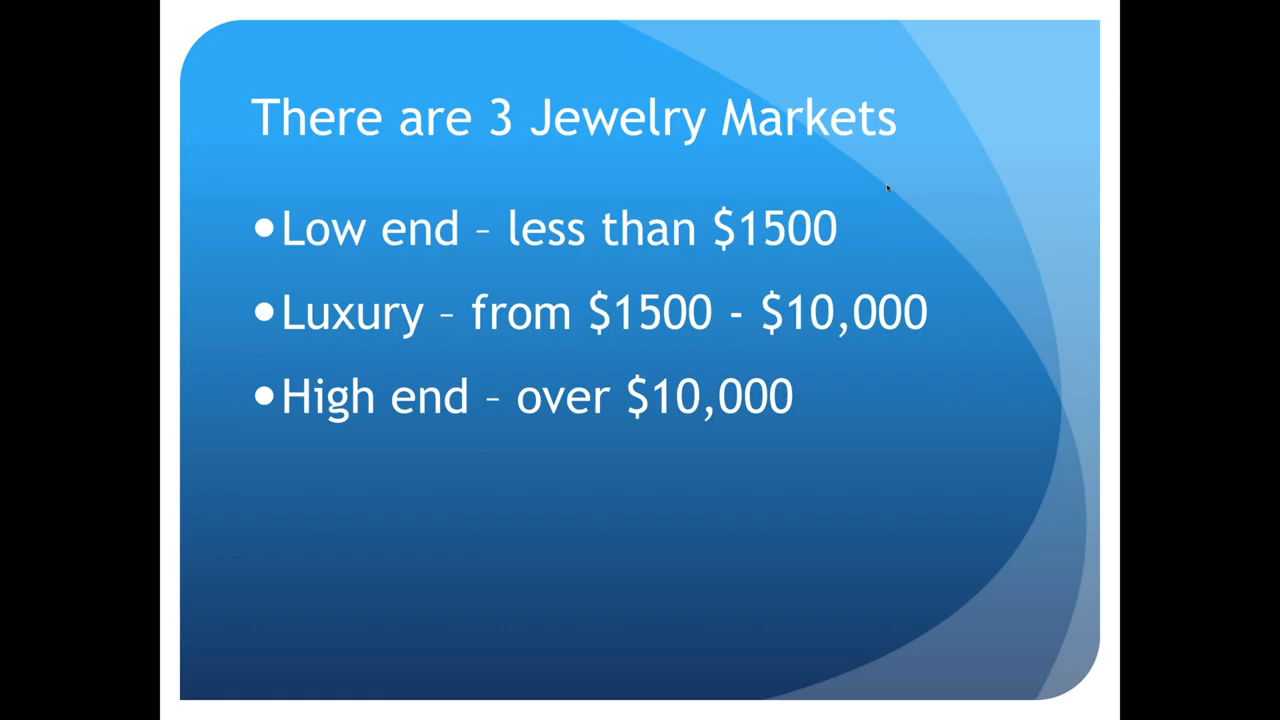 There are 3 Jewelry Markets
●Low end – less than $1500
●Luxury – from $1500 - $10,000
●High end – over $10,000